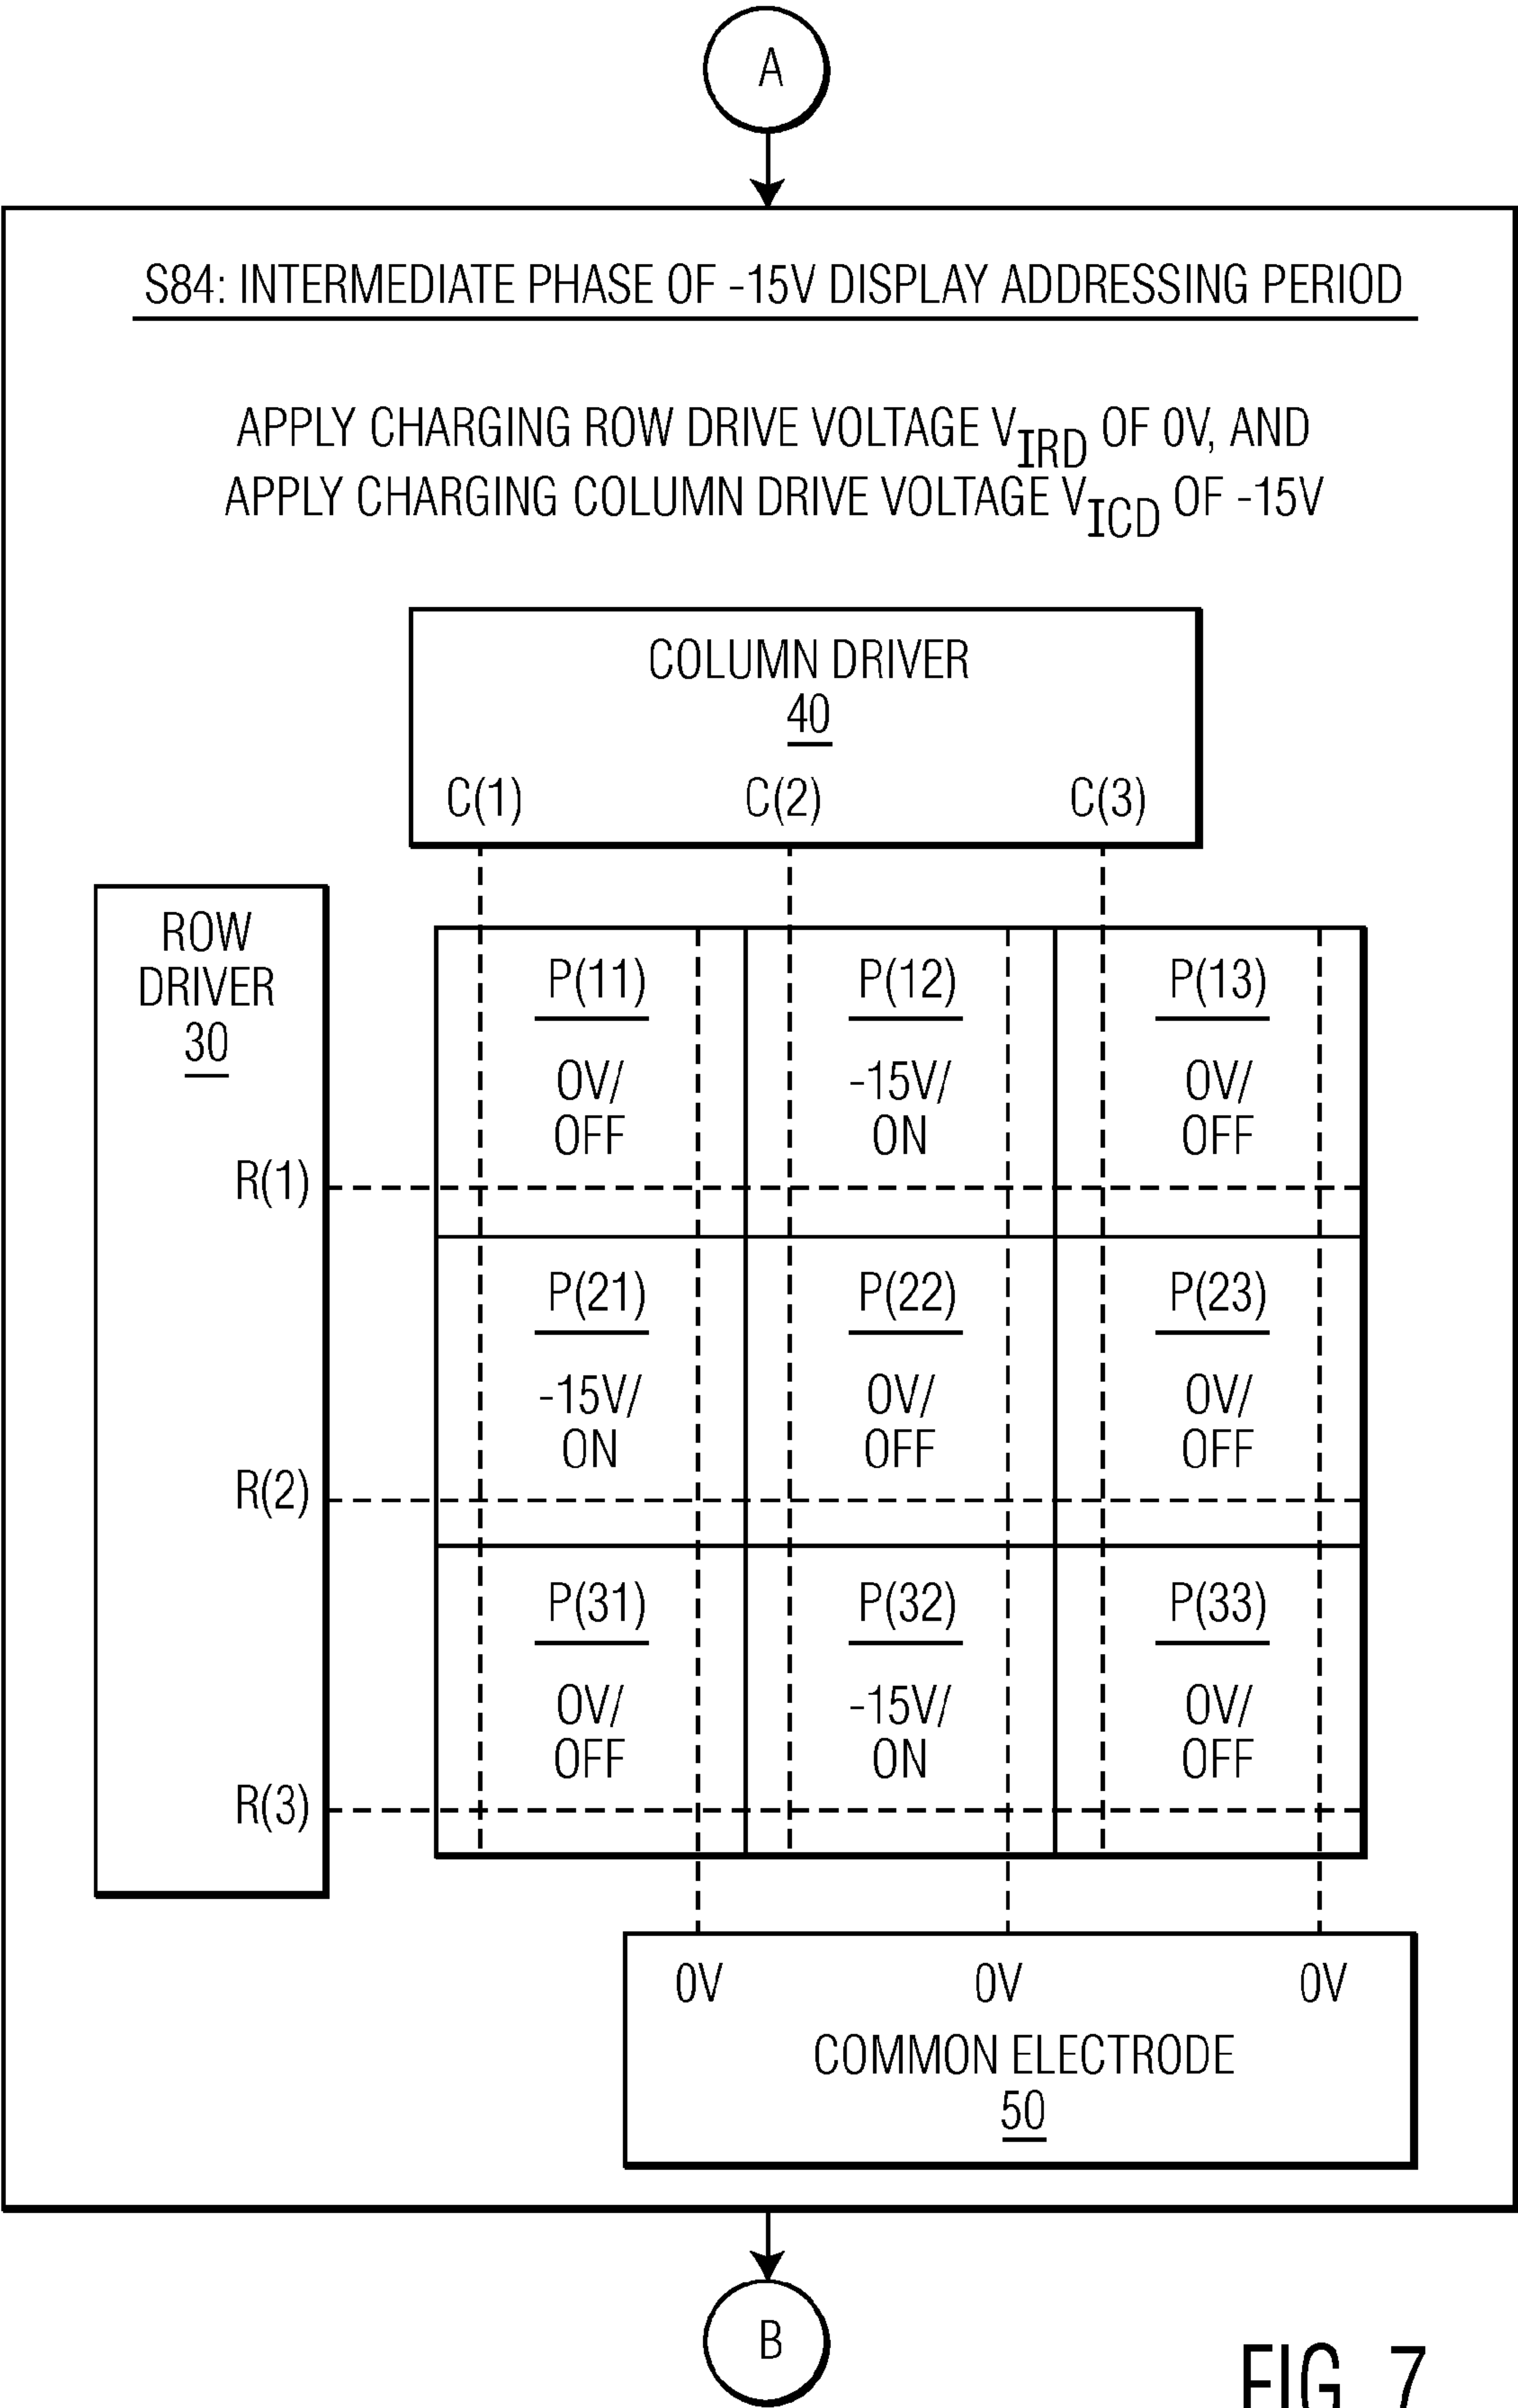 A
S84: INTERMEDIATE PHASE OF -15V DISPLAY ADDRESSING PERIOD
APPLY CHARGING ROW DRIVE VOLTAGE VIRD OF 0V, AND
APPLY CHARGING COLUMN DRIVE VOLTAGE VICD OF -15V
COLUMN DRIVER
40
C(1) C(2) C(3)
ROW
DRIVER
30
P(11) P(12) P(13)
0V/ -15V/ 0V/
OFF ON OFF
R(1)
P(21) P(22) P(23)
-15V/ 0V/ 0V/
ON OFF OFF
R(2)
P(31) P(32) P(33)
0V/ -15V/ 0V/
OFF ON OFF
R(3)
0V 0V 0V
COMMON ELECTRODE
50
B
FIG. 7